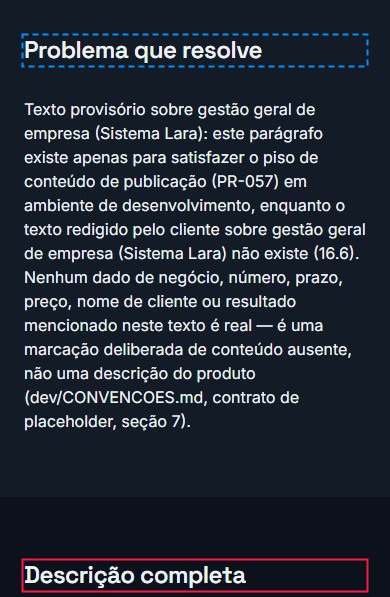 Problema que resolve
Texto provisório sobre gestão geral de
empresa (Sistema Lara): este parágrafo
existe apenas para satisfazer o piso de
conteúdo de publicação (PR-057) em
ambiente de desenvolvimento, enquanto o
texto redigido pelo cliente sobre gestão geral
de empresa (Sistema Lara) não existe (16.6).
Nenhum dado de negócio, número, prazo,
preço, nome de cliente ou resultado
mencionado neste texto é real — é uma
marcação deliberada de conteúdo ausente,
não uma descrição do produto
(dev/CONVENCOES.md, contrato de
placeholder, seção 7).
Descrição completa